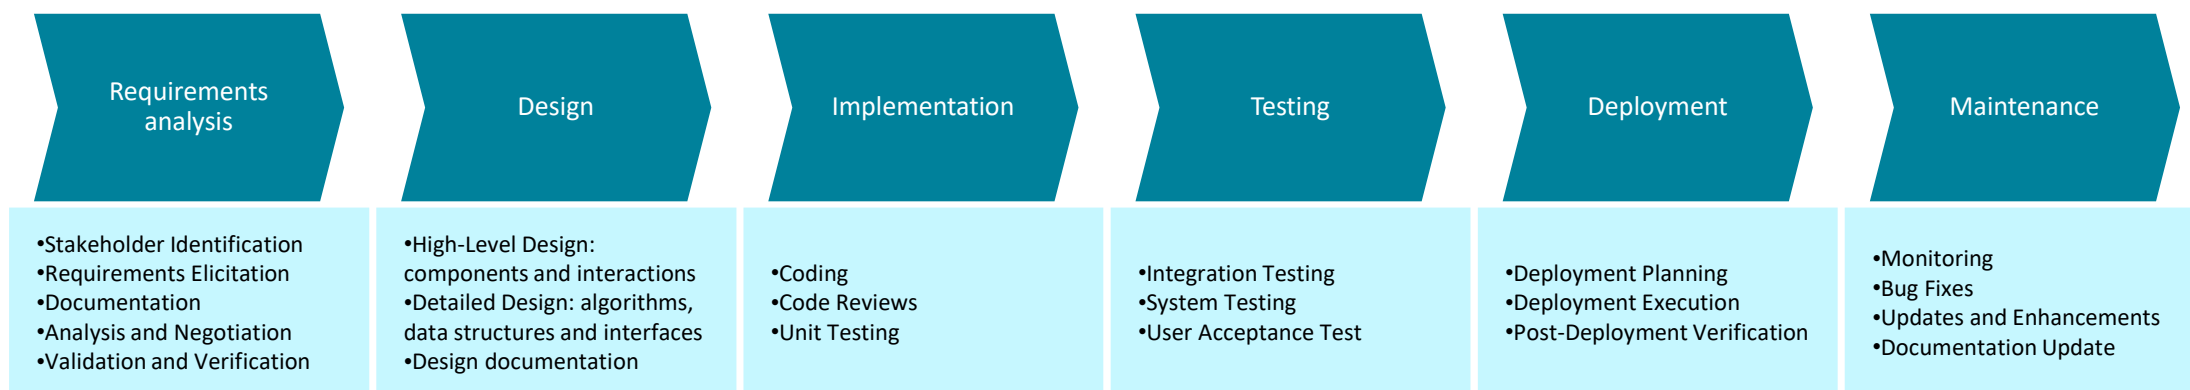 Requirements
analysis
•Stakeholder Identification
•Requirements Elicitation
•Documentation
•Analysis and Negotiation
•Validation and Verification
Design
•High-Level Design:
components and interactions
•Detailed Design: algorithms,
data structures and interfaces
•Design documentation
Implementation
•Coding
•Code Reviews
•Unit Testing
Testing
•Integration Testing
•System Testing
•User Acceptance Test
Deployment
•Deployment Planning
•Deployment Execution
•Post-Deployment Verification
Maintenance
•Monitoring
•Bug Fixes
•Updates and Enhancements
•Documentation Update